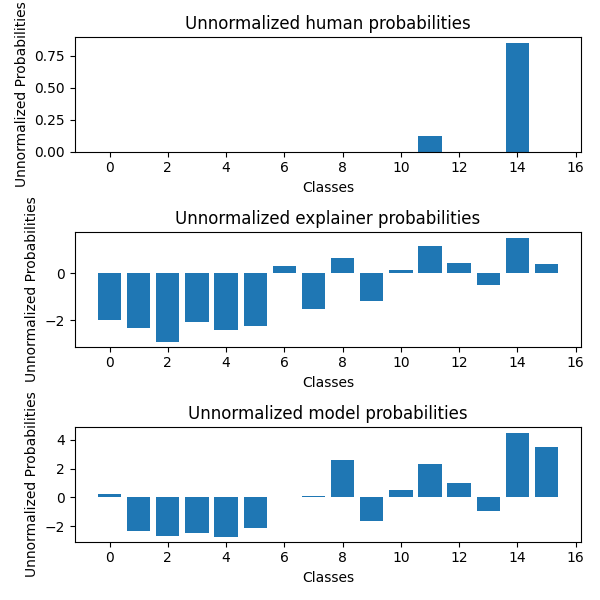 Unnormalized human probabilities
Unnormalized Probabilities
0.75
0.50
0.25
0.00
0 2 4 6 8 10 12 14 16
Classes
Unnormalized explainer probabilities
Unnormalized Probabilities
0
−2
0 2 4 6 8 10 12 14 16
Classes
Unnormalized model probabilities
Unnormalized Probabilities
4
2
0
−2
0 2 4 6 8 10 12 14 16
Classes